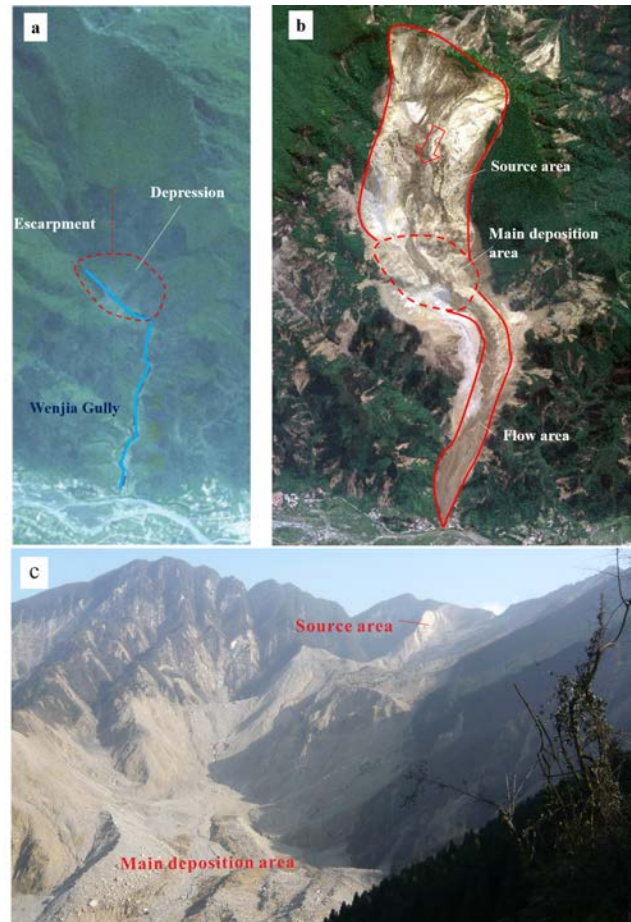 a
Depression
Escarpment
Wenjia Gully
b
Source area
Main deposition
area
Flow area
c
Source area
Main deposition area